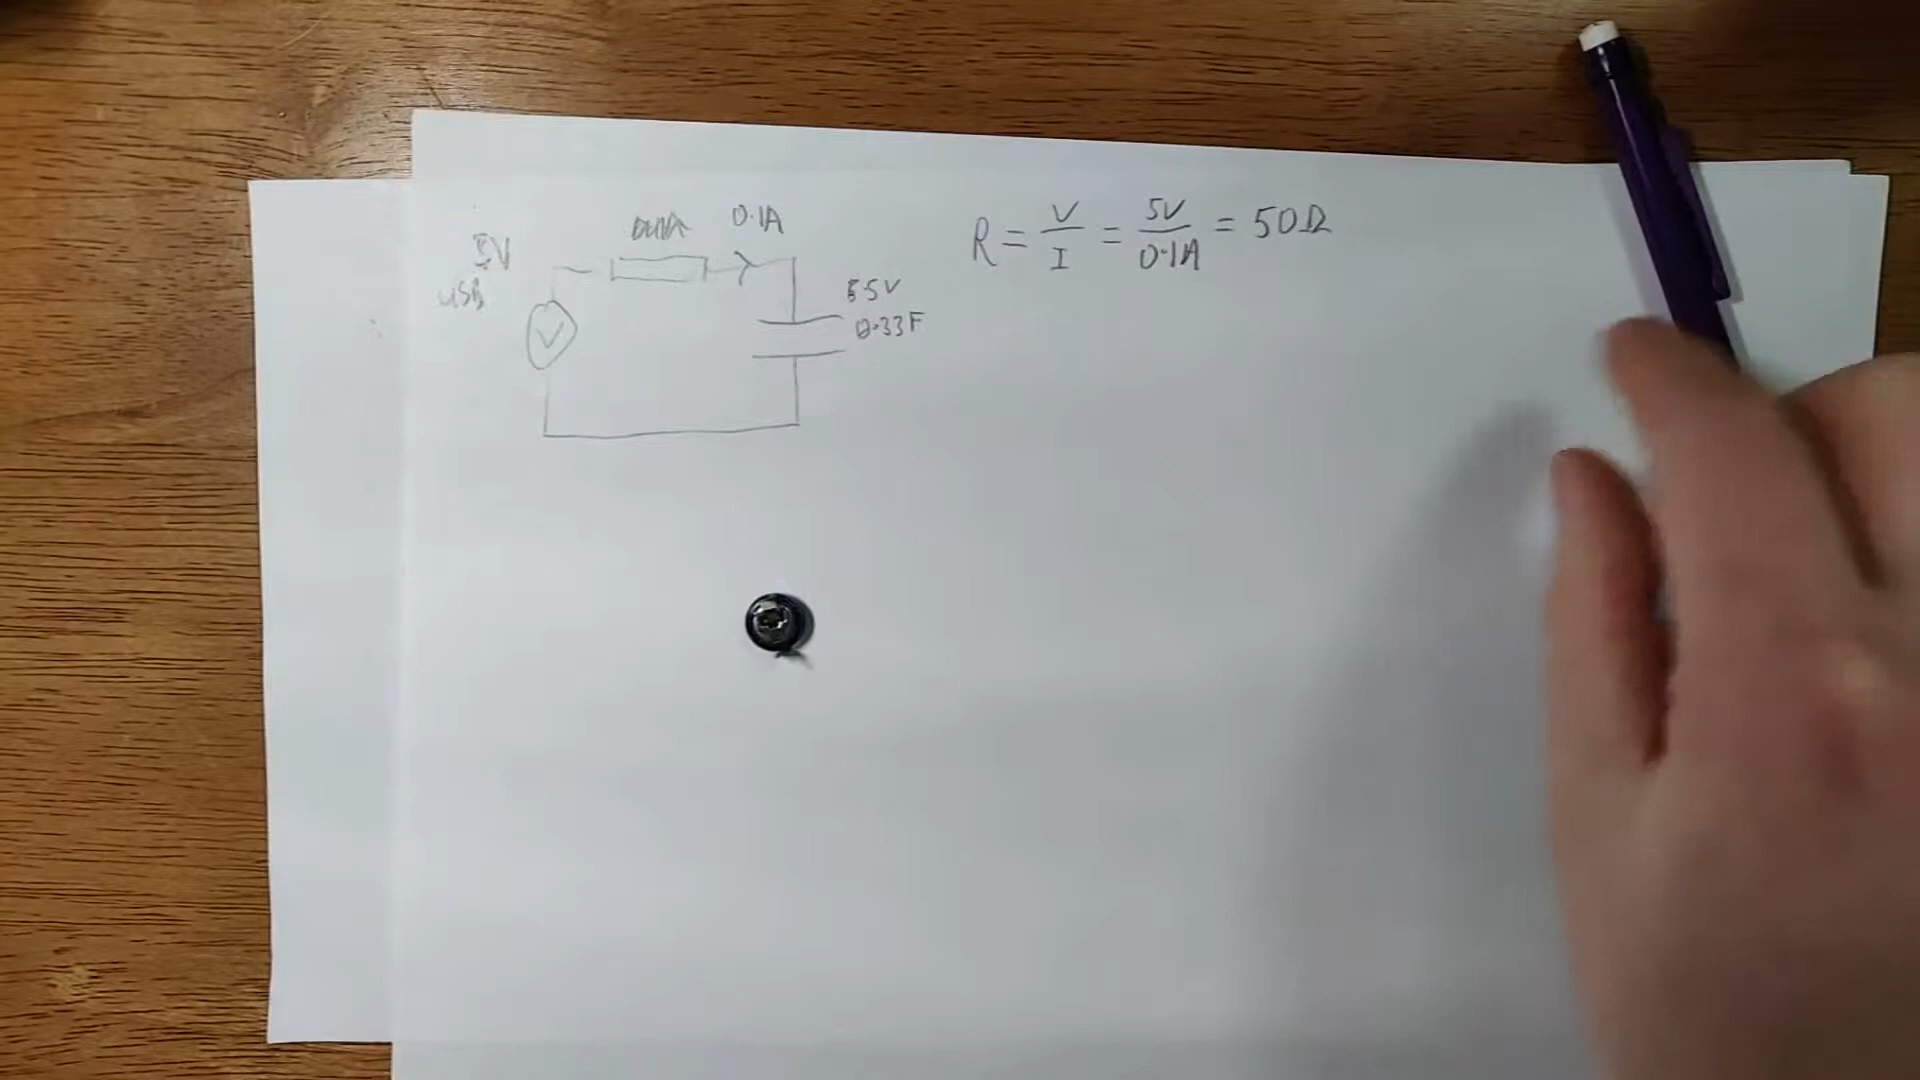 0.1A
5V
USB
V
5.5V
0.33F
R = V/I = 5V/0.1A = 50Ω